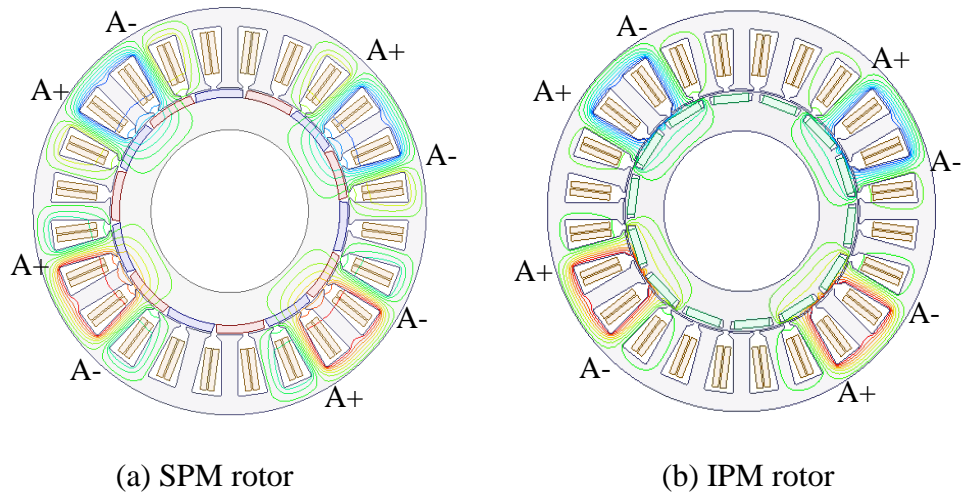 A-
A+
A+
A-
A+
A-
A-
A+
(a) SPM rotor
A-
A+
A+
A-
A+
A-
A-
A+
(b) IPM rotor